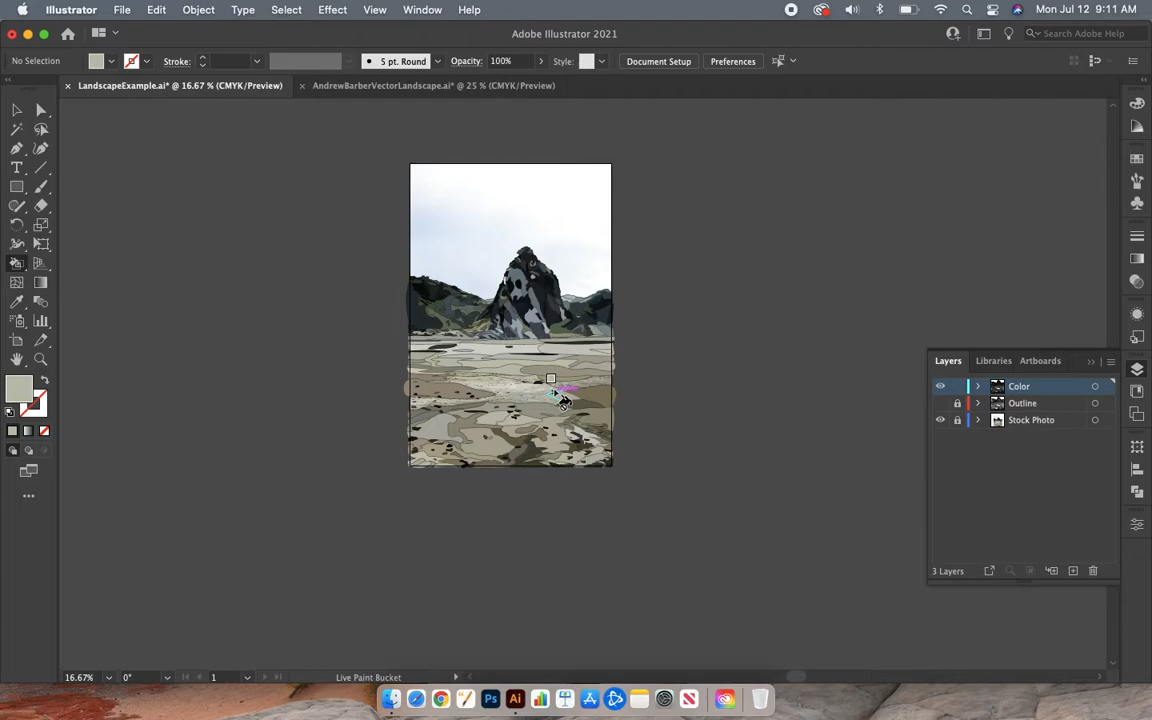 Illustrator File Edit Object Type Select Effect View Window Help Mon Jul 12 9:11 AM
Adobe Illustrator 2021 Search Adobe Help
No Selection Stroke: 5 pt. Round Opacity: 100% Style: Document Setup Preferences
× LandscapeExample.ai* @ 16.67 % (CMYK/Preview) × AndrewBarberVectorLandscape.ai* @ 25 % (CMYK/Preview)
Layers Libraries Artboards
Color
Outline
Stock Photo
3 Layers
16.67% 0° 1 Live Paint Bucket
Ps Ai